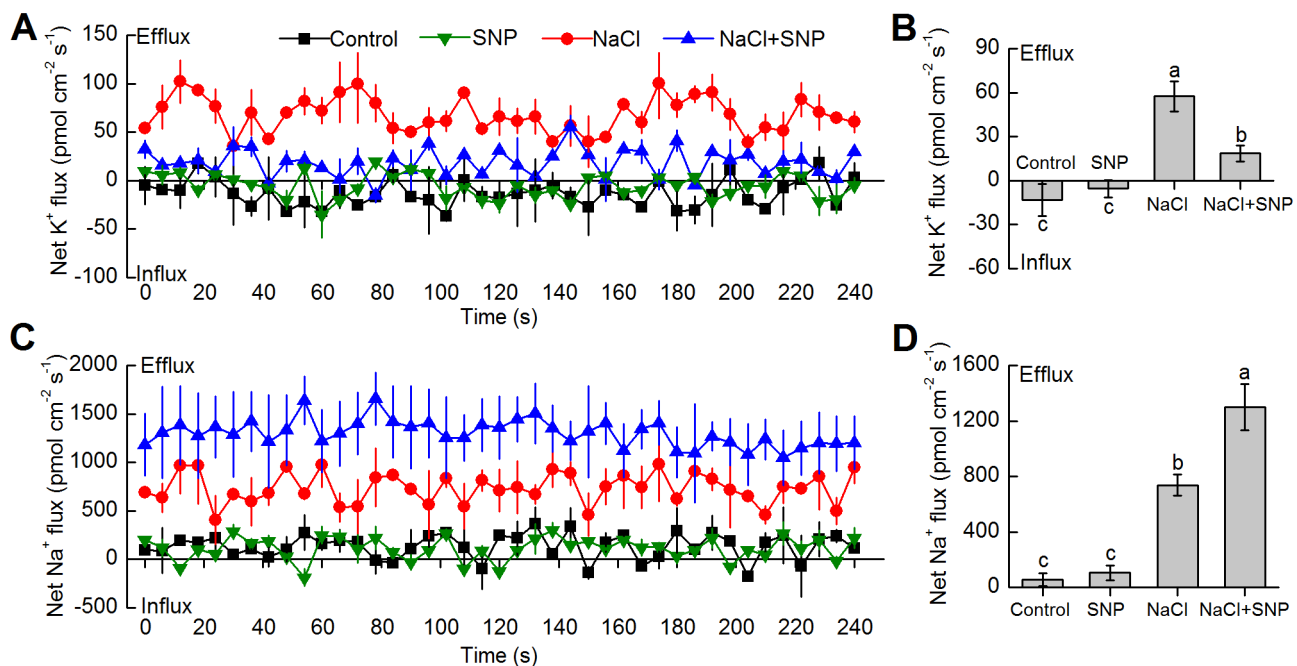 A
Efflux
Control SNP NaCl NaCl+SNP
Net K⁺ flux (pmol cm⁻² s⁻¹)
150
100
50
0
-50
-100
Influx
0 20 40 60 80 100 120 140 160 180 200 220 240
Time (s)
B
Efflux
Net K⁺ flux (pmol cm⁻² s⁻¹)
90
60
30
0
-30
-60
a
b
Control SNP
c c
NaCl NaCl+SNP
Influx
C
Efflux
Net Na⁺ flux (pmol cm⁻² s⁻¹)
2000
1500
1000
500
0
-500
Influx
0 20 40 60 80 100 120 140 160 180 200 220 240
Time (s)
D
Efflux
Net Na⁺ flux (pmol cm⁻² s⁻¹)
1600
1200
800
400
0
a
b
c c
Control SNP NaCl NaCl+SNP